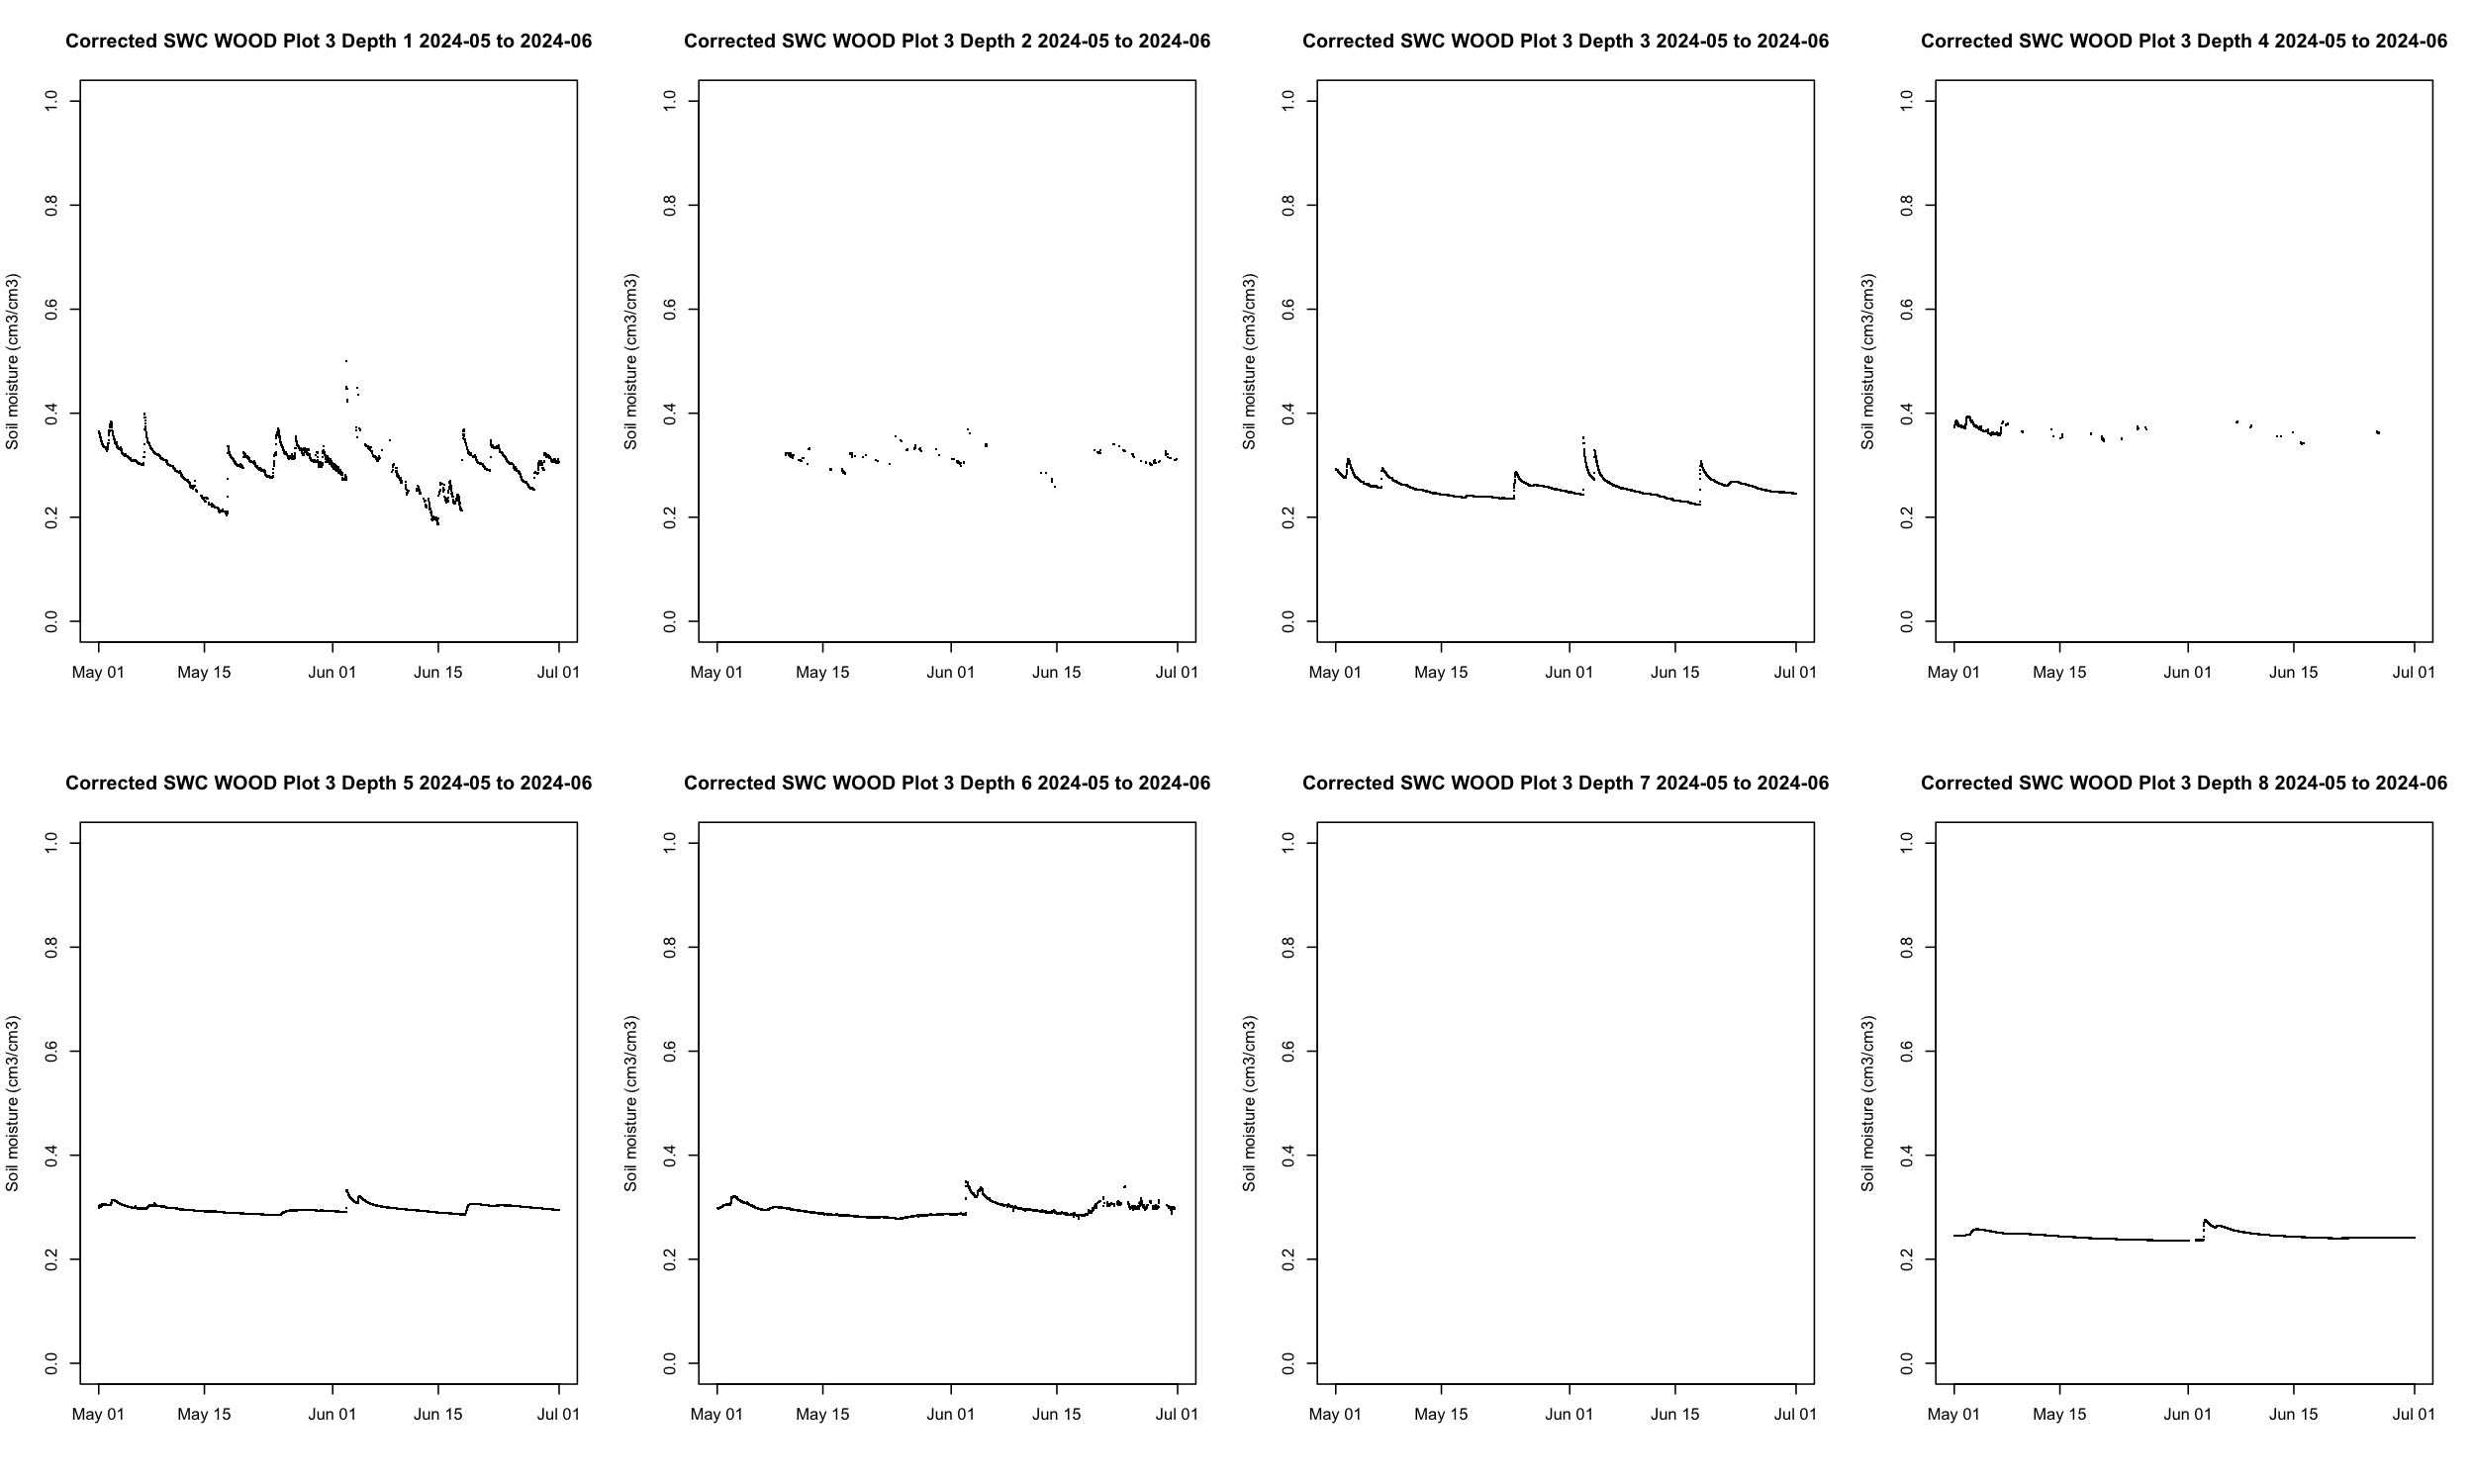 Corrected SWC WOOD Plot 3 Depth 1 2024-05 to 2024-06
Soil moisture (cm3/cm3)
1.0
0.8
0.6
0.4
0.2
0.0
May 01 May 15 Jun 01 Jun 15 Jul 01
Corrected SWC WOOD Plot 3 Depth 2 2024-05 to 2024-06
Soil moisture (cm3/cm3)
1.0
0.8
0.6
0.4
0.2
0.0
May 01 May 15 Jun 01 Jun 15 Jul 01
Corrected SWC WOOD Plot 3 Depth 3 2024-05 to 2024-06
Soil moisture (cm3/cm3)
1.0
0.8
0.6
0.4
0.2
0.0
May 01 May 15 Jun 01 Jun 15 Jul 01
Corrected SWC WOOD Plot 3 Depth 4 2024-05 to 2024-06
Soil moisture (cm3/cm3)
1.0
0.8
0.6
0.4
0.2
0.0
May 01 May 15 Jun 01 Jun 15 Jul 01
Corrected SWC WOOD Plot 3 Depth 5 2024-05 to 2024-06
Soil moisture (cm3/cm3)
1.0
0.8
0.6
0.4
0.2
0.0
May 01 May 15 Jun 01 Jun 15 Jul 01
Corrected SWC WOOD Plot 3 Depth 6 2024-05 to 2024-06
Soil moisture (cm3/cm3)
1.0
0.8
0.6
0.4
0.2
0.0
May 01 May 15 Jun 01 Jun 15 Jul 01
Corrected SWC WOOD Plot 3 Depth 7 2024-05 to 2024-06
Soil moisture (cm3/cm3)
1.0
0.8
0.6
0.4
0.2
0.0
May 01 May 15 Jun 01 Jun 15 Jul 01
Corrected SWC WOOD Plot 3 Depth 8 2024-05 to 2024-06
Soil moisture (cm3/cm3)
1.0
0.8
0.6
0.4
0.2
0.0
May 01 May 15 Jun 01 Jun 15 Jul 01